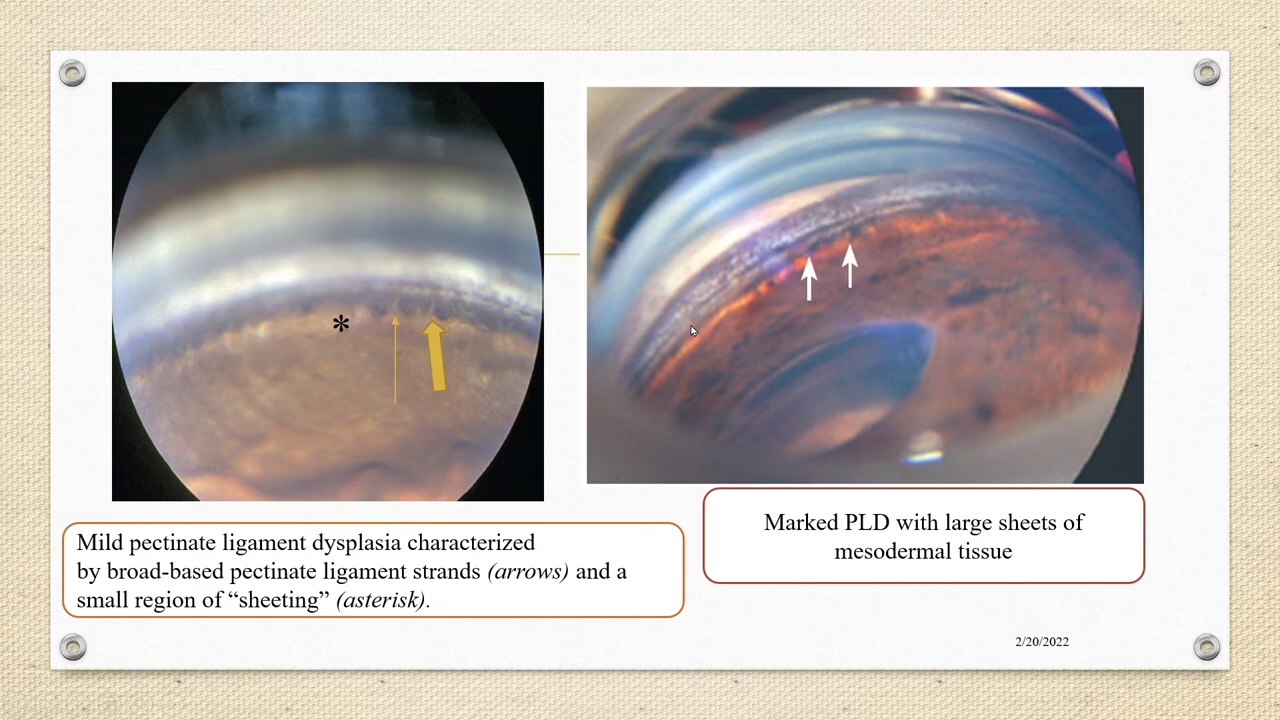 *
Mild pectinate ligament dysplasia characterized
by broad-based pectinate ligament strands (arrows) and a
small region of “sheeting” (asterisk).
Marked PLD with large sheets of
mesodermal tissue
2/20/2022